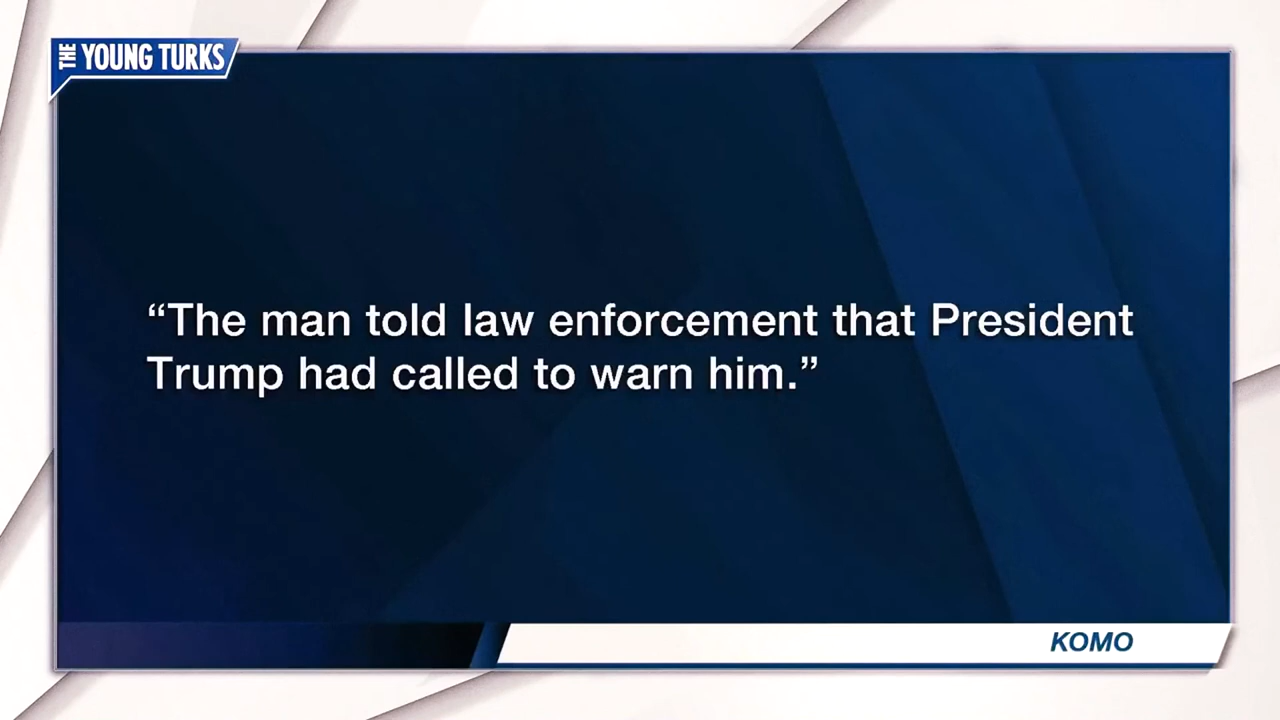 THE YOUNG TURKS
“The man told law enforcement that President
Trump had called to warn him.”
KOMO